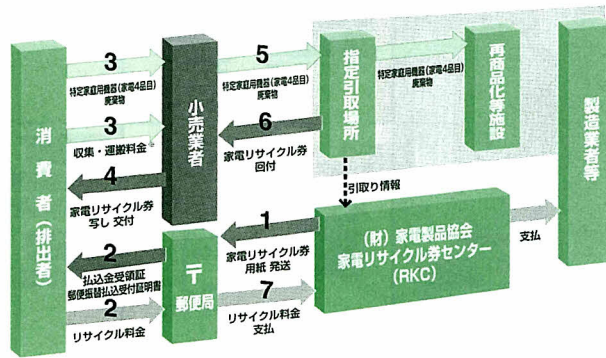 消費者(排出者)
3
特定家庭用機器(家電4品目)
廃棄物
3
収集・運搬料金
4
家電リサイクル券
写し 交付
2
払込金受領証
郵便振替払込受付証明書
2
リサイクル料金
小売業者
〒
郵便局
5
特定家庭用機器(家電4品目)
廃棄物
6
家電リサイクル券
回付
1
家電リサイクル券
用紙 発送
7
リサイクル料金
支払
指定引取場所
特定家庭用機器(家電4品目)
廃棄物
再商品化等施設
引取り情報
(財)家電製品協会
家電リサイクル券センター
(RKC)
支払
製造業者等